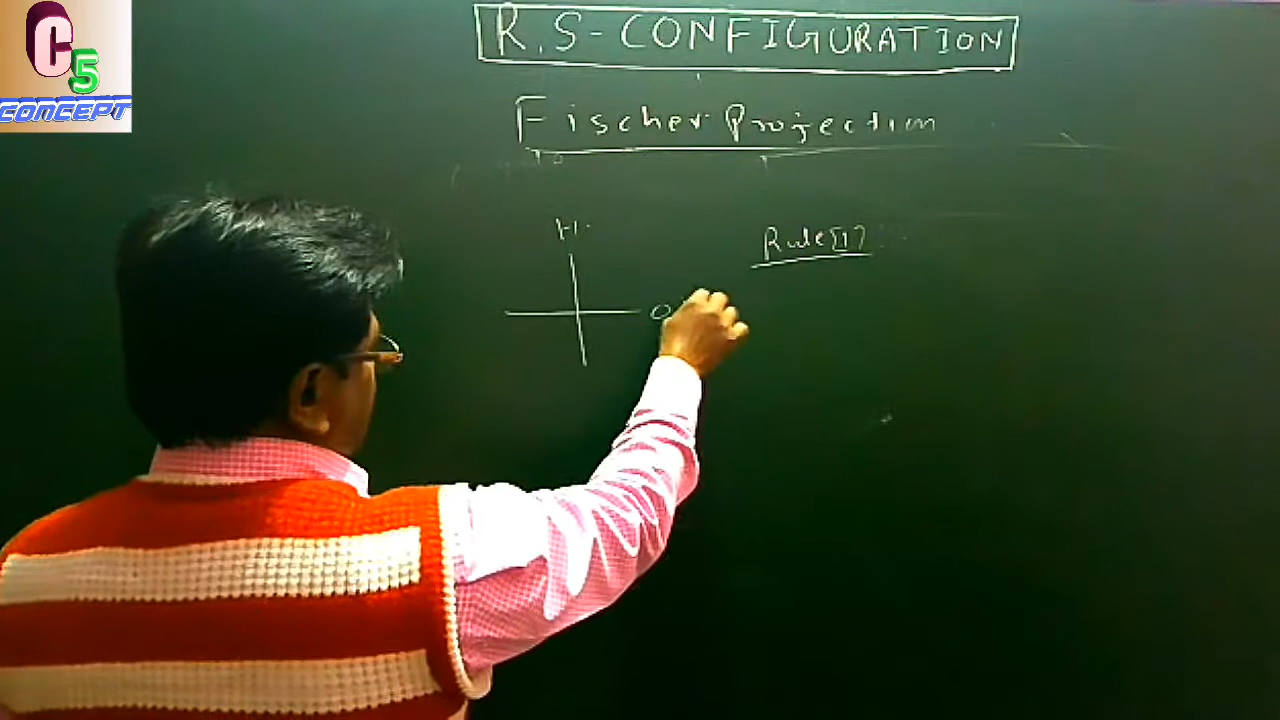 C5
CONCEPT
R,S-CONFIGURATION
Fischer Projection
H
Rule[1]
O